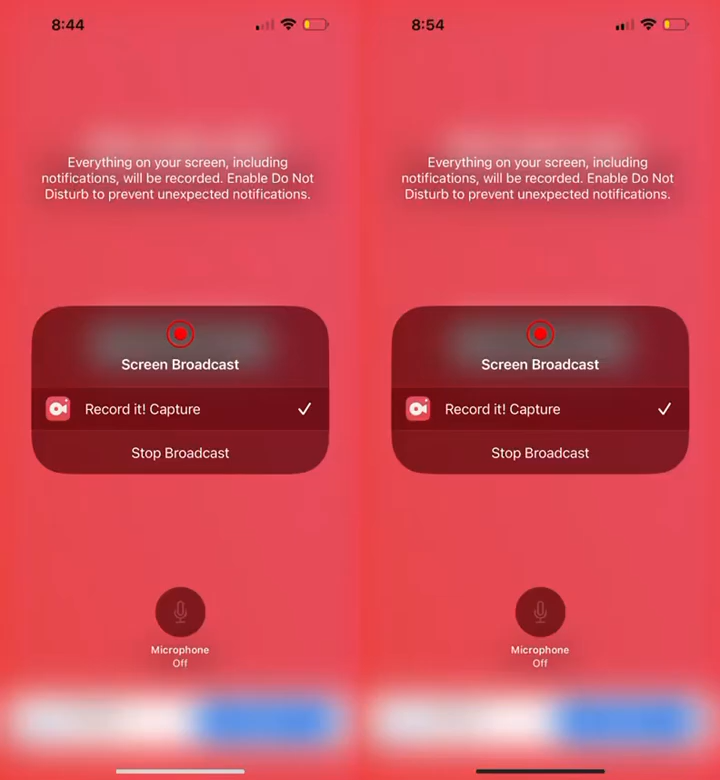 8:44
Everything on your screen, including
notifications, will be recorded. Enable Do Not
Disturb to prevent unexpected notifications.
Screen Broadcast
Record it! Capture
Stop Broadcast
Microphone
Off
8:54
Everything on your screen, including
notifications, will be recorded. Enable Do Not
Disturb to prevent unexpected notifications.
Screen Broadcast
Record it! Capture
Stop Broadcast
Microphone
Off